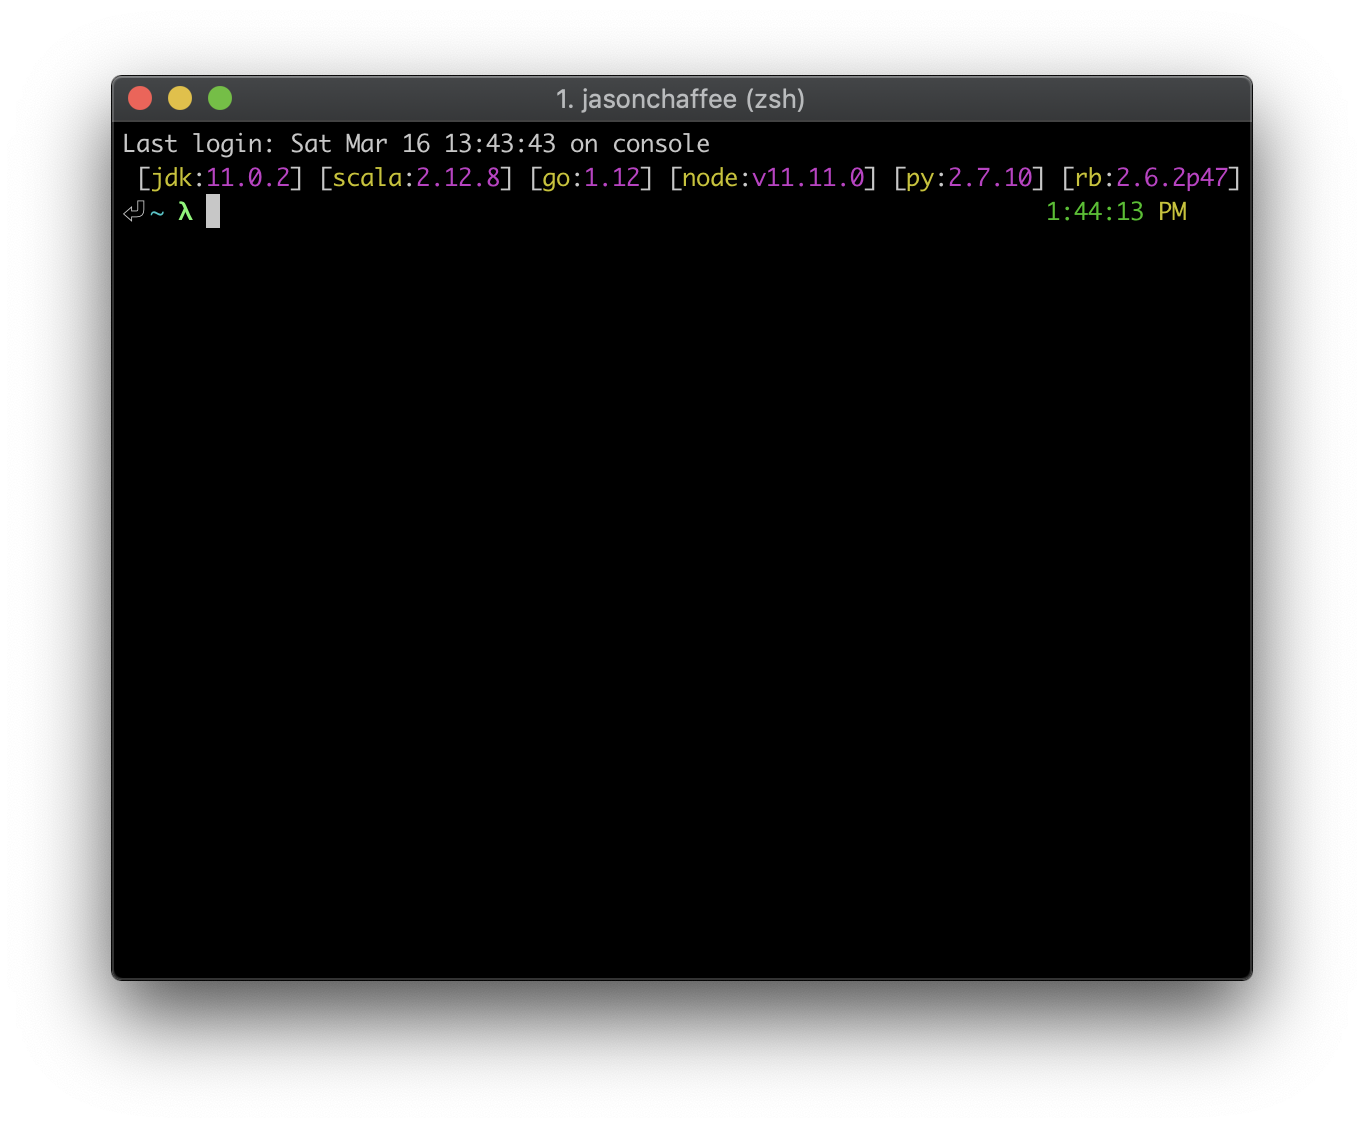 1. jasonchaffee (zsh)
Last login: Sat Mar 16 13:43:43 on console
[jdk:11.0.2] [scala:2.12.8] [go:1.12] [node:v11.11.0] [py:2.7.10] [rb:2.6.2p47]
⏎ ~ λ 1:44:13 PM